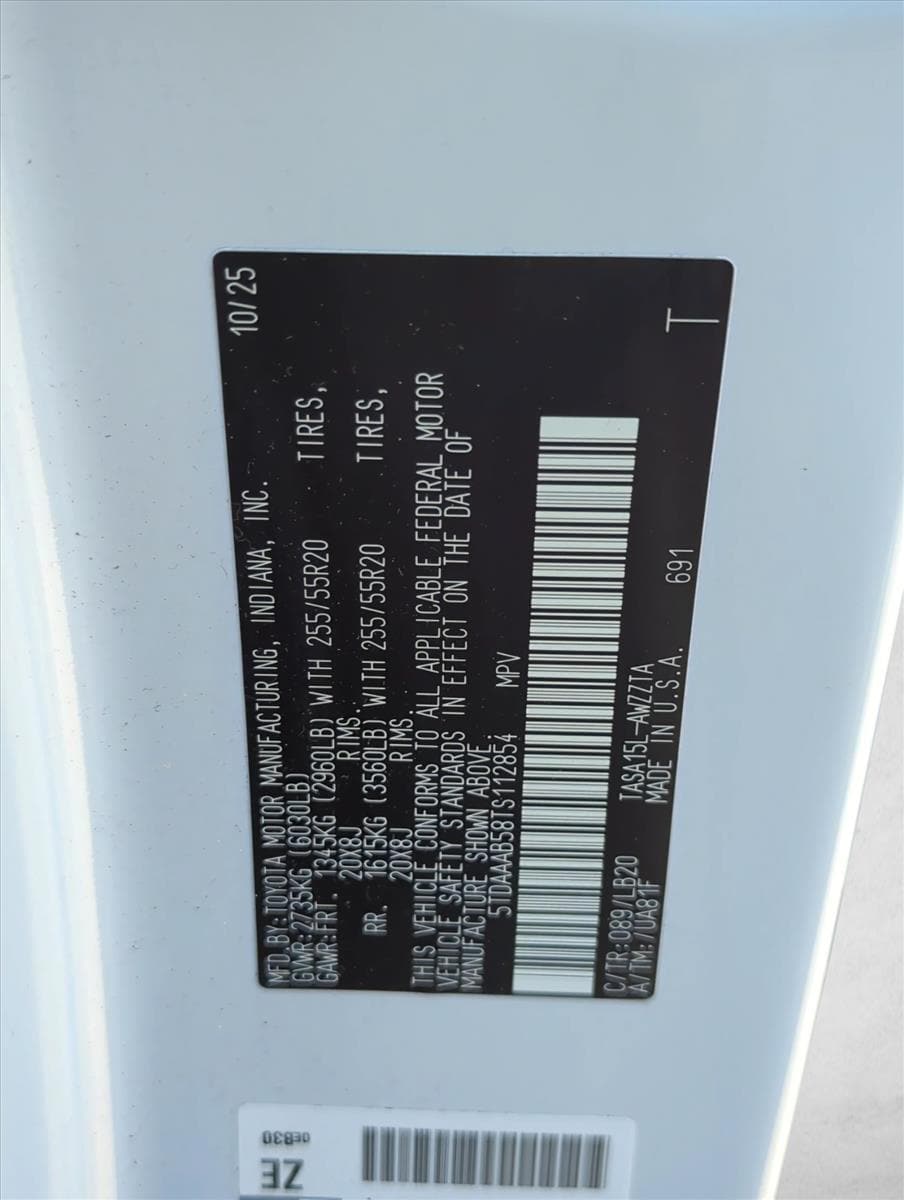 MFD.BY:TOYOTA MOTOR MANUFACTURING, INDIANA, INC. 10/25
GVWR:2735KG (6030LB)
GAWR:FRT. 1345KG (2960LB) WITH 255/55R20 TIRES,
20X8J RIMS.
RR. 1615KG (3560LB) WITH 255/55R20 TIRES,
20X8J RIMS
THIS VEHICLE CONFORMS TO ALL APPLICABLE FEDERAL MOTOR
VEHICLE SAFETY STANDARDS IN EFFECT ON THE DATE OF
MANUFACTURE SHOWN ABOVE.
5TDAAAB58TS112854 MPV
C/TR:089/LB20 TASA15L-AWZZTA 691 T
A/TM:/UA81F MADE IN U.S.A.
0EB30
ZE